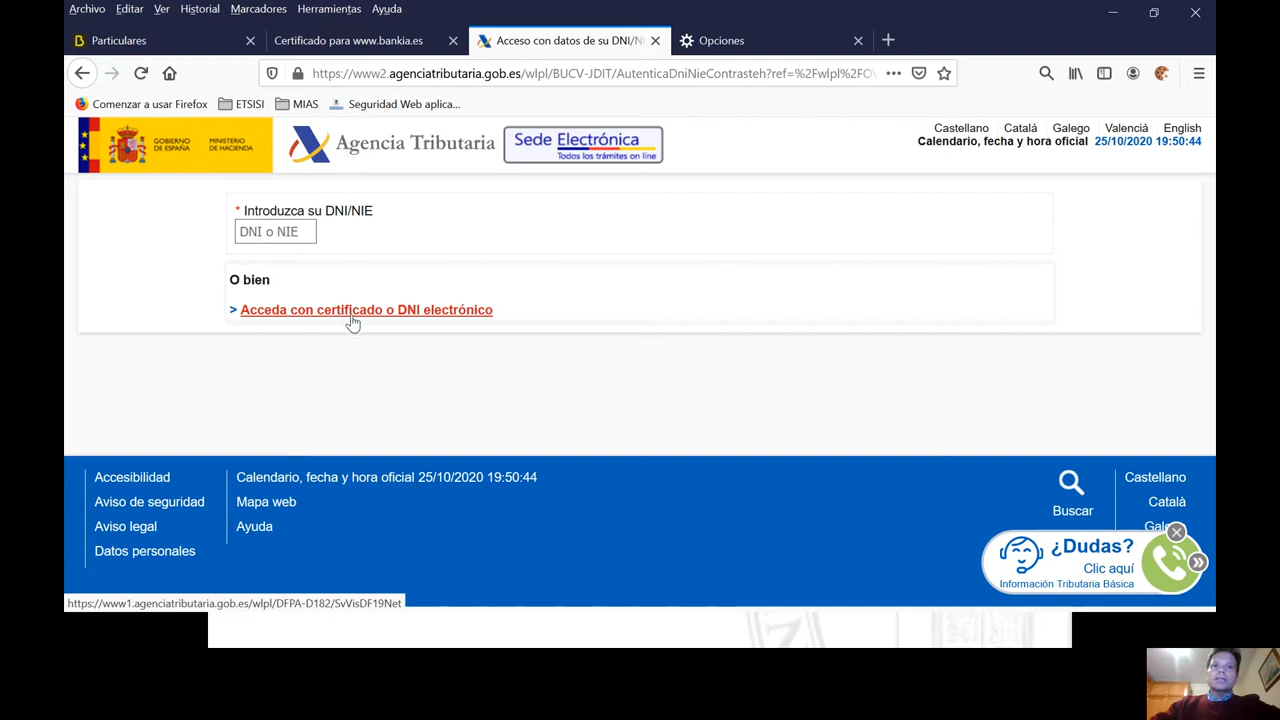 Archivo Editar Ver Historial Marcadores Herramientas Ayuda
Particulares
Certificado para www.bankia.es
Acceso con datos de su DNI/NI
Opciones
https://www2.agenciatributaria.gob.es/wlpl/BUCV-JDIT/AutenticaDniNieContrasteh?ref=%2Fwlpl%2FOV
Comenzar a usar Firefox ETSISI MIAS Seguridad Web aplica...
GOBIERNO
DE ESPAÑA
MINISTERIO
DE HACIENDA
Agencia Tributaria
Sede Electrónica
Todos los trámites on line
Castellano Català Galego Valencià English
Calendario, fecha y hora oficial 25/10/2020 19:50:44
* Introduzca su DNI/NIE
DNI o NIE
O bien
> Acceda con certificado o DNI electrónico
Accesibilidad
Aviso de seguridad
Aviso legal
Datos personales
Calendario, fecha y hora oficial 25/10/2020 19:50:44
Mapa web
Ayuda
Buscar
Castellano
Català
¿Dudas?
Clic aquí
Información Tributaria Básica
https://www1.agenciatributaria.gob.es/wlpl/DFPA-D182/SvVisDF19Net